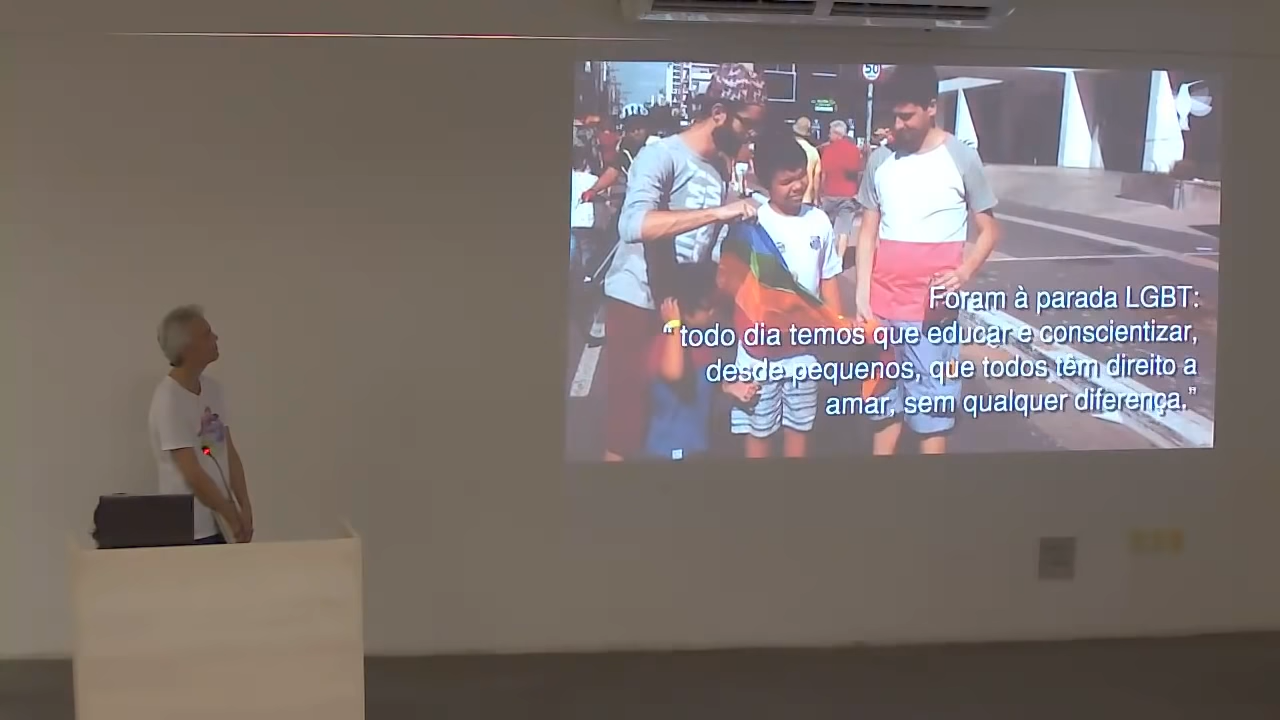 50
Foram à parada LGBT:
“ todo dia temos que educar e conscientizar,
desde pequenos, que todos têm direito a
amar, sem qualquer diferença.”